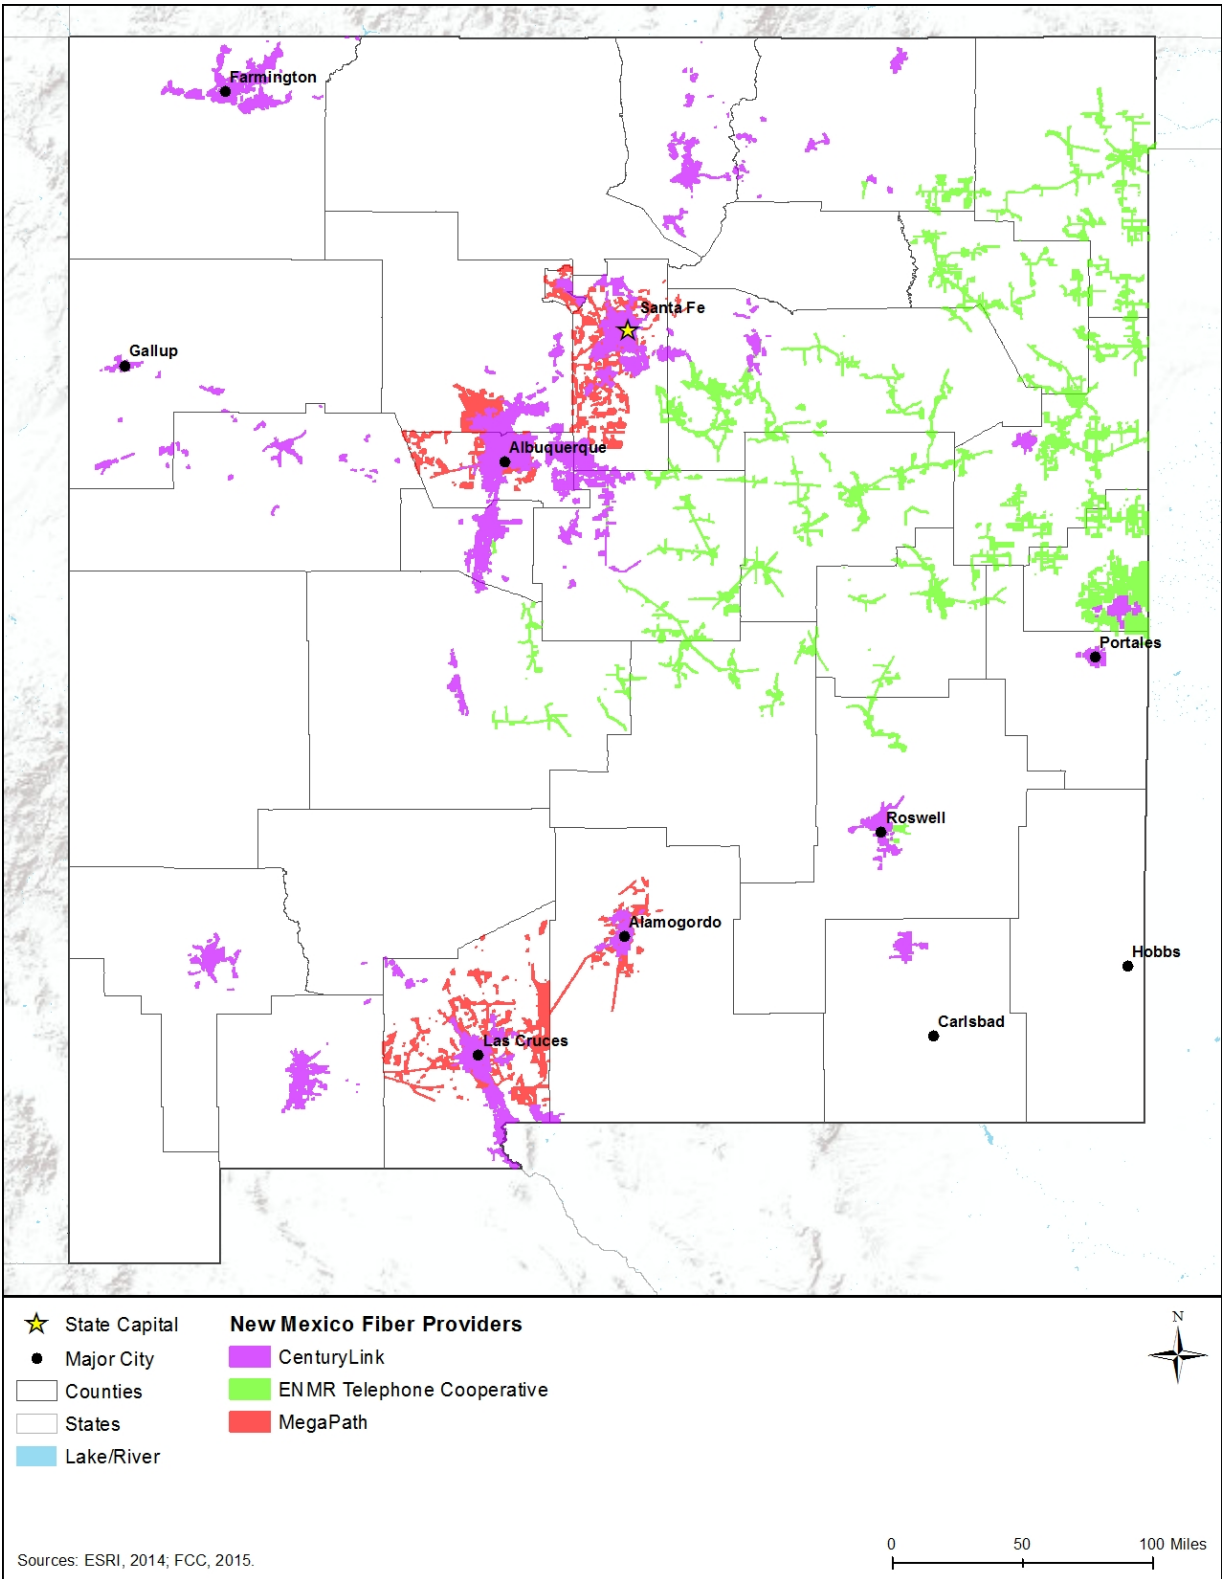 Farmington
Santa Fe
Gallup
Albuquerque
Portales
Roswell
Alamogordo
Hobbs
Carlsbad
Las Cruces
State Capital
Major City
Counties
States
Lake/River
New Mexico Fiber Providers
CenturyLink
ENMR Telephone Cooperative
MegaPath
N
0 50 100 Miles
Sources: ESRI, 2014; FCC, 2015.